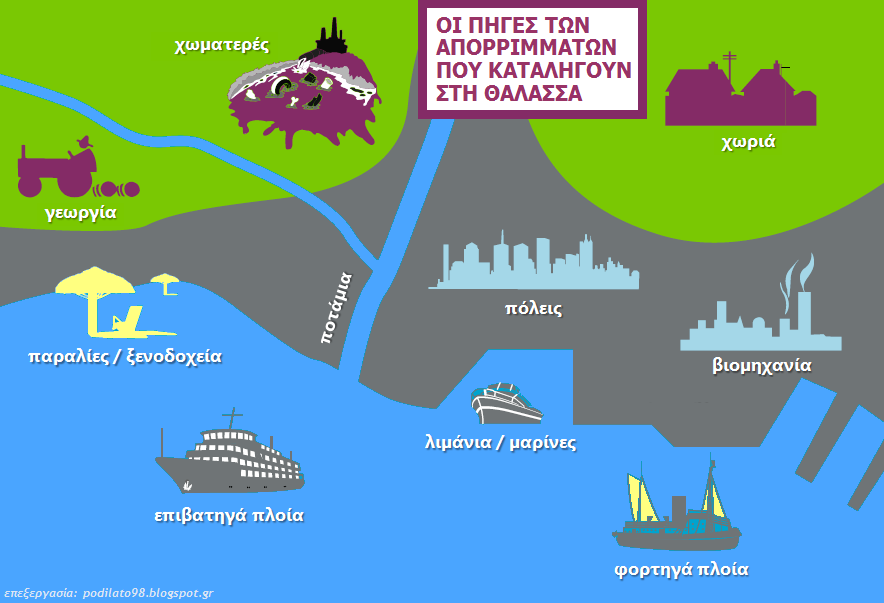 ΟΙ ΠΗΓΕΣ ΤΩΝ
ΑΠΟΡΡΙΜΜΑΤΩΝ
ΠΟΥ ΚΑΤΑΛΗΓΟΥΝ
ΣΤΗ ΘΑΛΑΣΣΑ
χωματερές
χωριά
γεωργία
ποτάμια
πόλεις
παραλίες / ξενοδοχεία
βιομηχανία
λιμάνια / μαρίνες
επιβατηγά πλοία
φορτηγά πλοία
επεξεργασία: podilato98.blogspot.gr